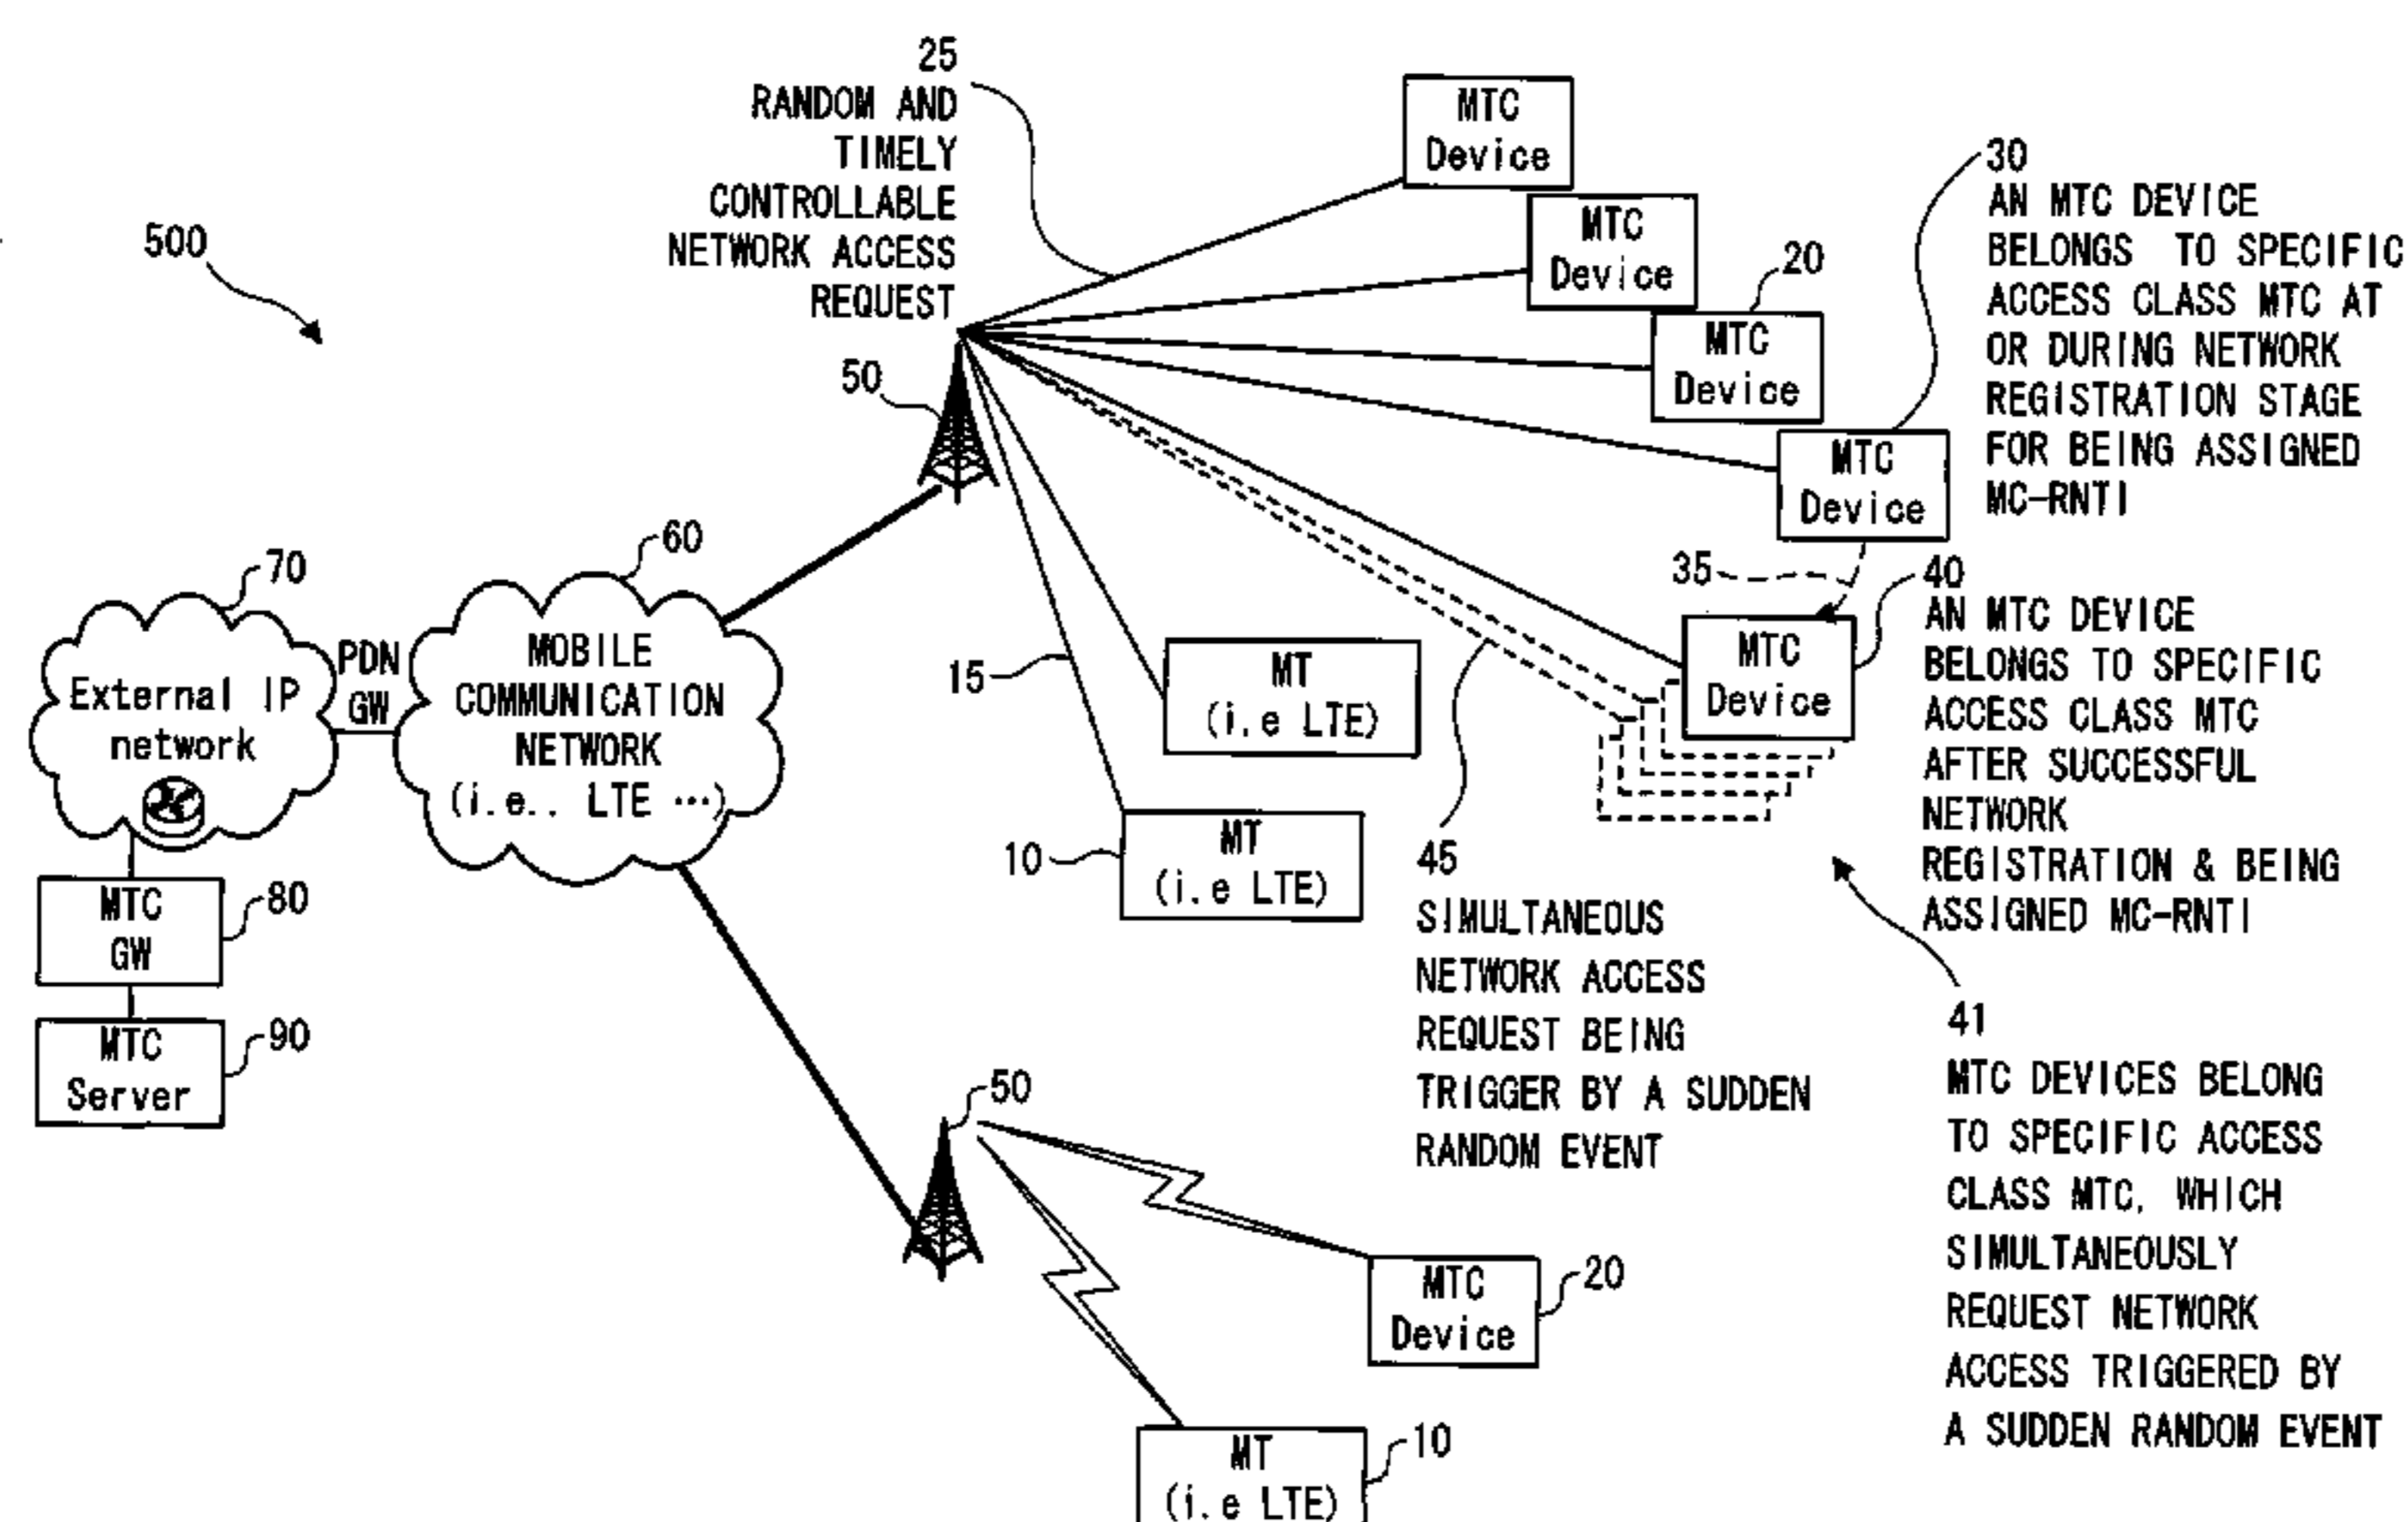 25
RANDOM AND
TIMELY
CONTROLLABLE
NETWORK ACCESS
REQUEST
500
MTC
Device
MTC
Device
20
MTC
Device
30
AN MTC DEVICE
BELONGS TO SPECIFIC
ACCESS CLASS MTC AT
OR DURING NETWORK
REGISTRATION STAGE
FOR BEING ASSIGNED
MC-RNTI
MTC
Device
50
35
40
AN MTC DEVICE
BELONGS TO SPECIFIC
ACCESS CLASS MTC
AFTER SUCCESSFUL
NETWORK
REGISTRATION & BEING
ASSIGNED MC-RNTI
MTC
Device
70
External IP
network
PDN
GW
60
MOBILE
COMMUNICATION
NETWORK
(i.e.. LTE ...)
15
MT
(i.e LTE)
10
MT
(i.e LTE)
45
SIMULTANEOUS
NETWORK ACCESS
REQUEST BEING
TRIGGER BY A SUDDEN
RANDOM EVENT
41
MTC DEVICES BELONG
TO SPECIFIC ACCESS
CLASS MTC, WHICH
SIMULTANEOUSLY
REQUEST NETWORK
ACCESS TRIGGERED BY
A SUDDEN RANDOM EVENT
MTC
GW
80
MTC
Server
90
50
MTC
Device
20
MT
(i.e LTE)
10